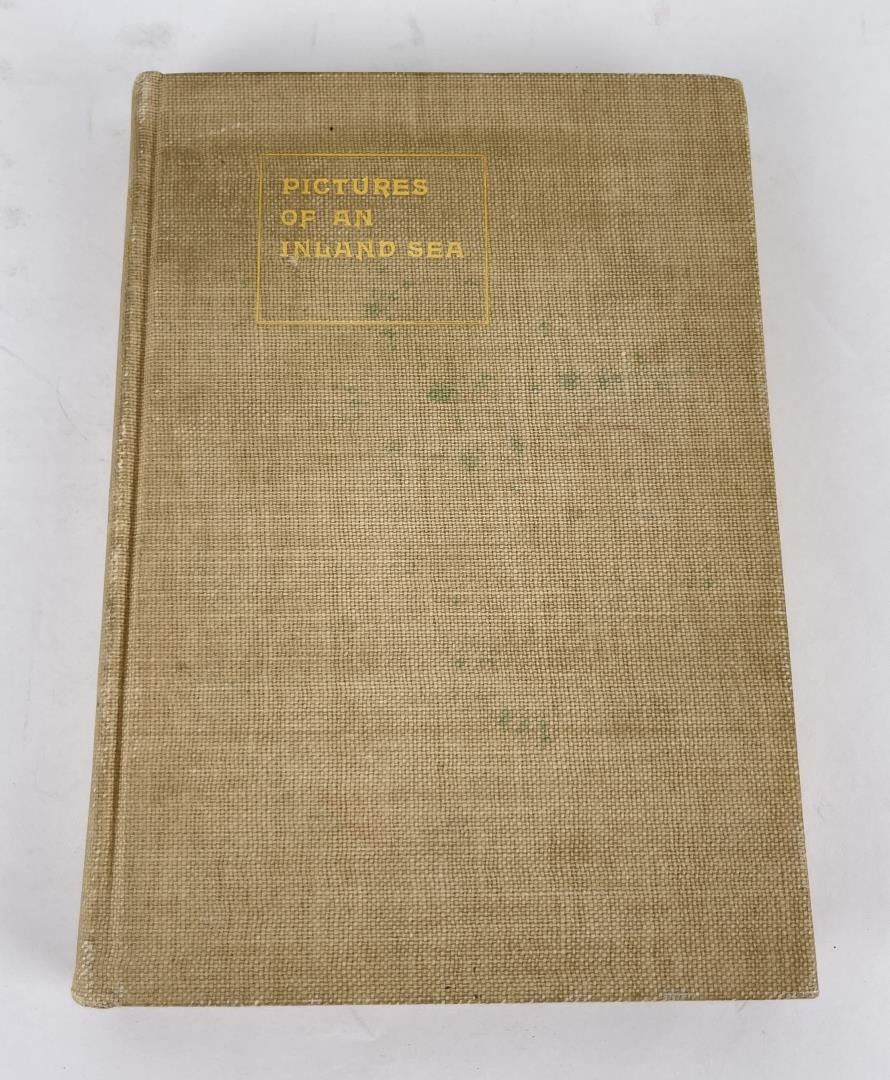 PICTURES
OF AN
INLAND SEA